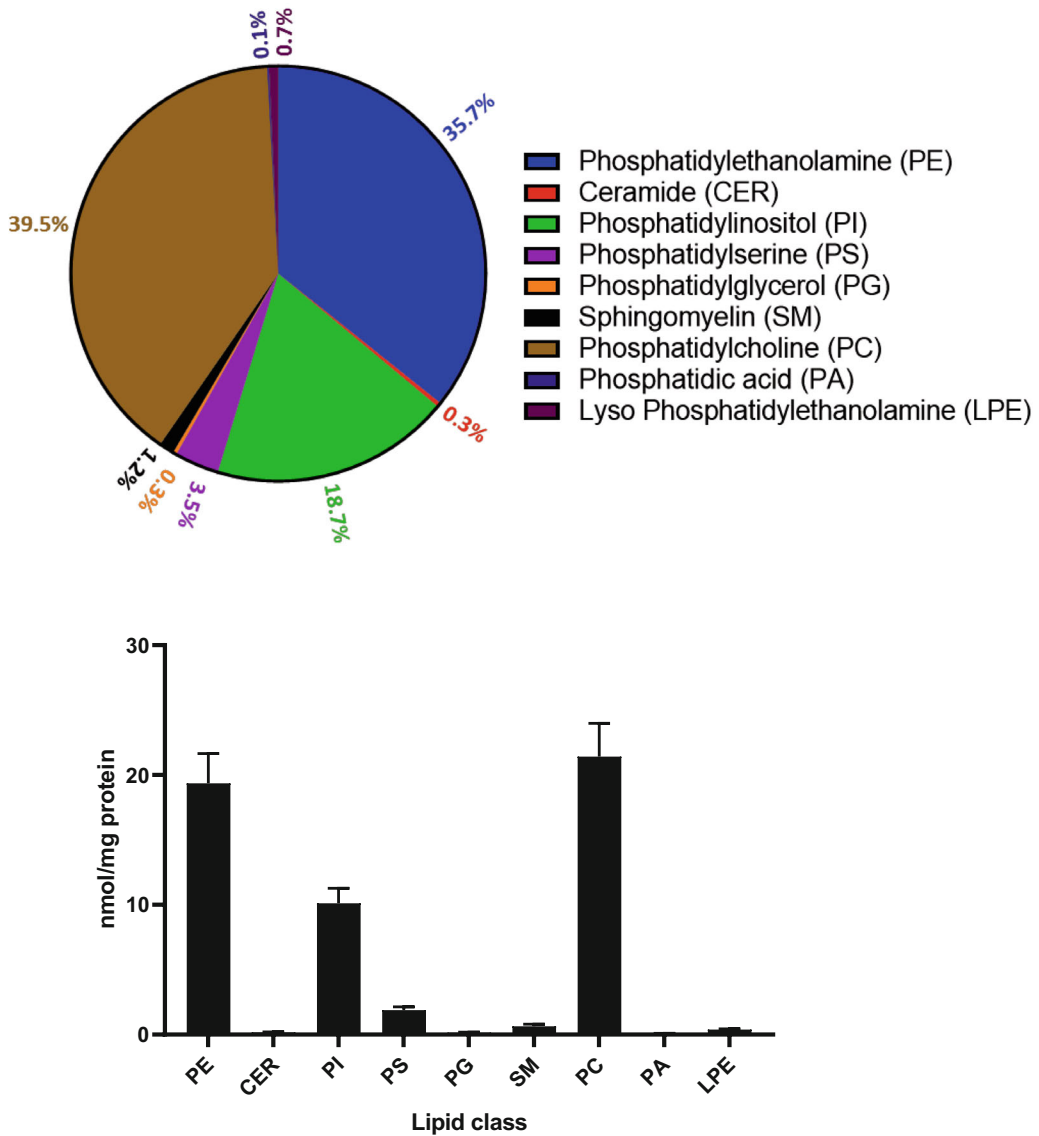 0.1%
0.7%
35.7%
39.5%
0.3%
18.7%
3.5%
0.3%
1.2%
Phosphatidylethanolamine (PE)
Ceramide (CER)
Phosphatidylinositol (PI)
Phosphatidylserine (PS)
Phosphatidylglycerol (PG)
Sphingomyelin (SM)
Phosphatidylcholine (PC)
Phosphatidic acid (PA)
Lyso Phosphatidylethanolamine (LPE)
30
20
10
0
nmol/mg protein
PE
CER
PI
PS
PG
SM
PC
PA
LPE
Lipid class